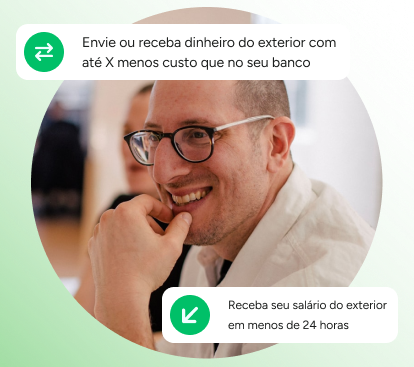 Envie ou receba dinheiro do exterior com
até X menos custo que no seu banco
Receba seu salário do exterior
em menos de 24 horas